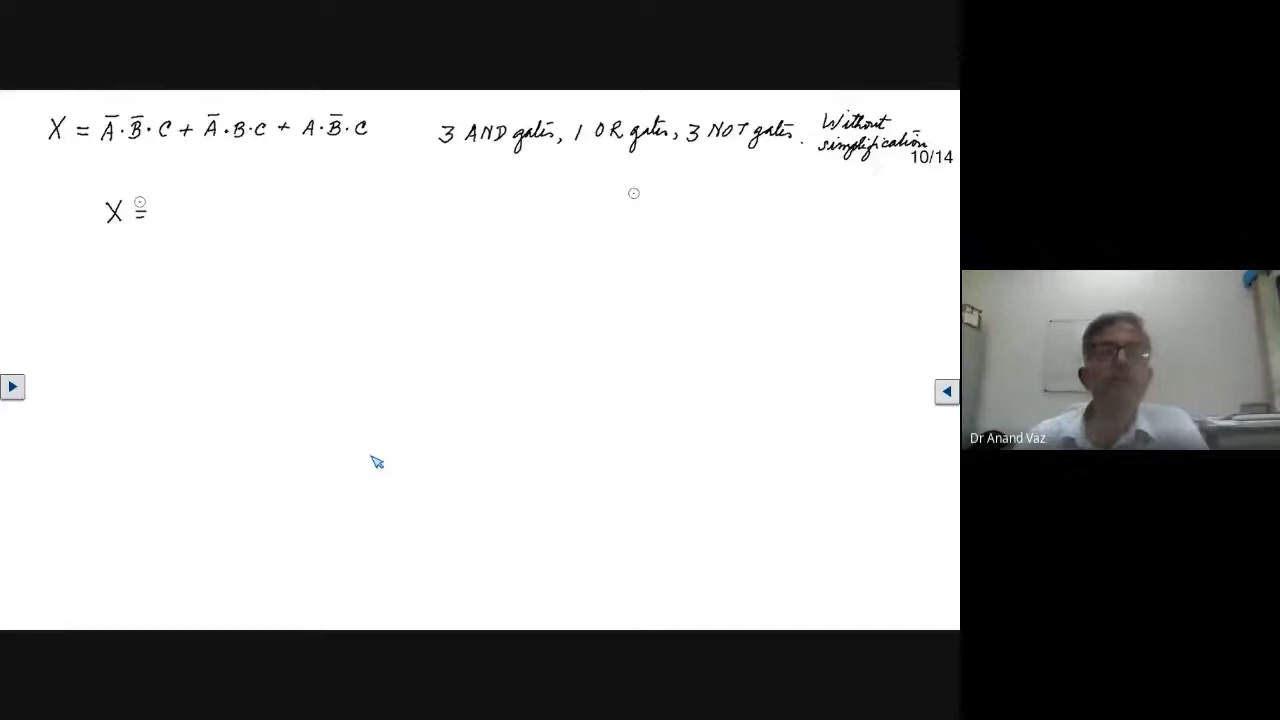 X = A̅·B̅·C + A̅·B·C + A·B̅·C 3 AND gates, 1 OR gates, 3 NOT gates. Without
simplification
10/14
X =
Dr Anand Vaz